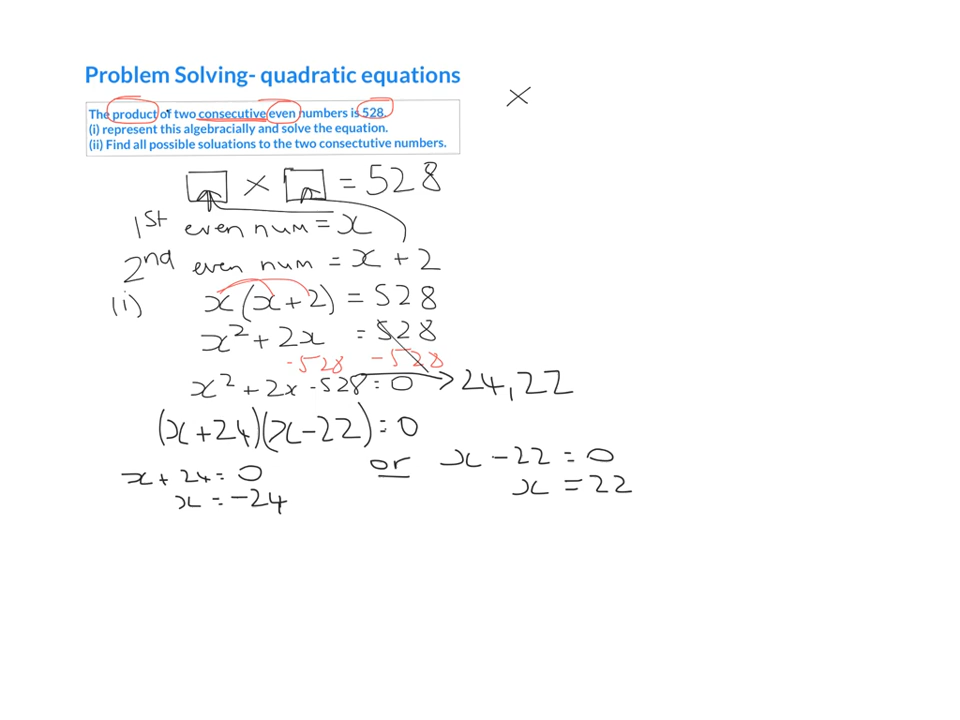 Problem Solving- quadratic equations
×
The product of two consecutive even numbers is 528.
(i) represent this algebracially and solve the equation.
(ii) Find all possible soluations to the two consectutive numbers.
□ × □ = 528
1st even num = x
2nd even num = x + 2
(i) x(x+2) = 528
x² + 2x = 528
-528 -528
x² + 2x -528 = 0 → 24, 22
(x+24)(x-22) = 0
x + 24 = 0 or x - 22 = 0
x = -24 x = 22